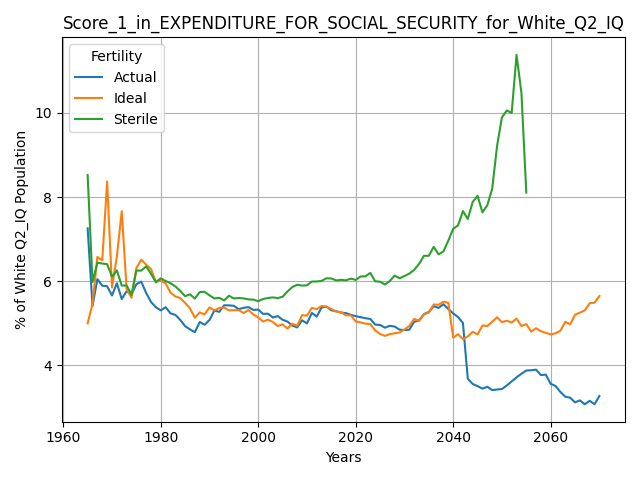 Score_1_in_EXPENDITURE_FOR_SOCIAL_SECURITY_for_White_Q2_IQ
Fertility
Actual
Ideal
Sterile
% of White Q2_IQ Population
10
8
6
4
1960
1980
2000
2020
2040
2060
Years